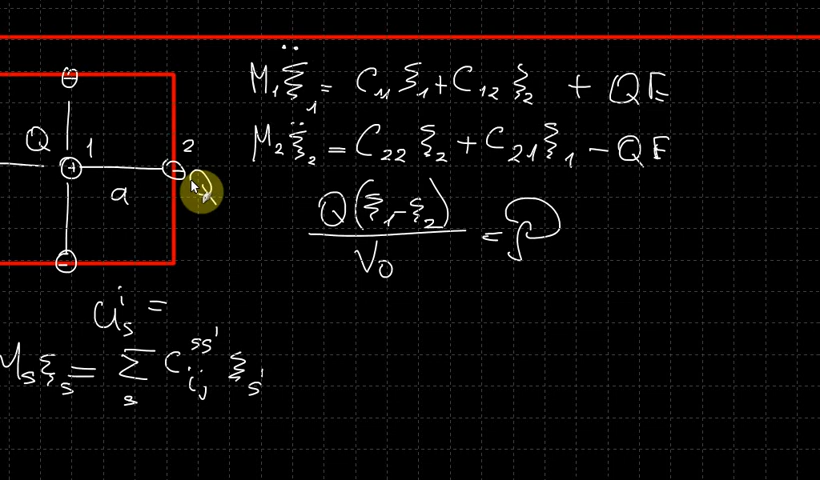 M₁ξ̈₁ = C₁₁ξ₁ + C₁₂ξ₂ + QE
M₂ξ̈₂ = C₂₂ξ₂ + C₂₁ξ₁ − QE
Q(ξ₁−ξ₂) / V₀ = P
⊖
Q + 1 − 2 Q
a
⊖
uₛⁱ =
Mₛξₛ = Σₛ Cᵢⱼˢˢ' ξₛ'